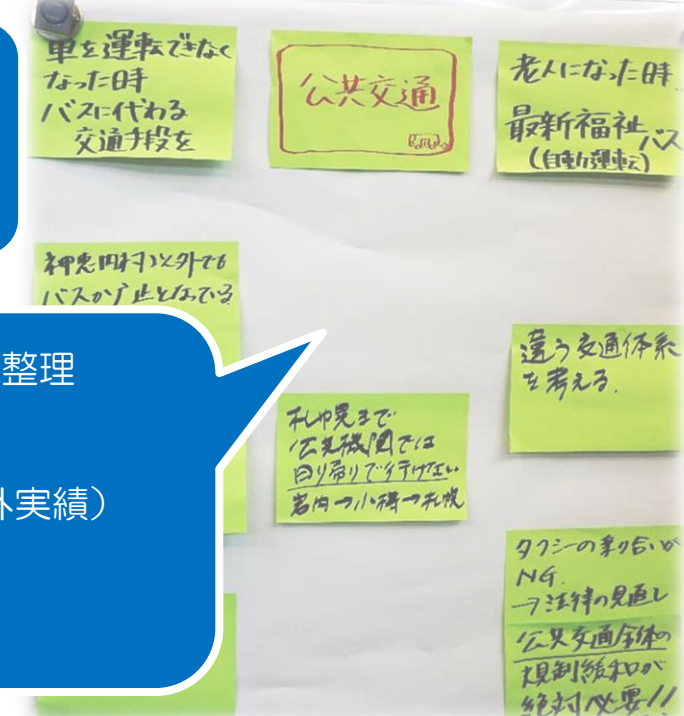 車を運転できなく
なった時
バスに代わる
交通手段を
公共交通
老人になった時
最新福祉バス
(自動運転)
神恵内村以外でも
バスが 止となっている
整理
外実績)
札幌まで
公共機関では
日帰りで行けない
岩内→小樽→札幌
違う交通体系
を考える.
タクシーの乗り合いが
NG.
→法律の見直し
公共交通全体の
規制緩和が
絶対必要!!